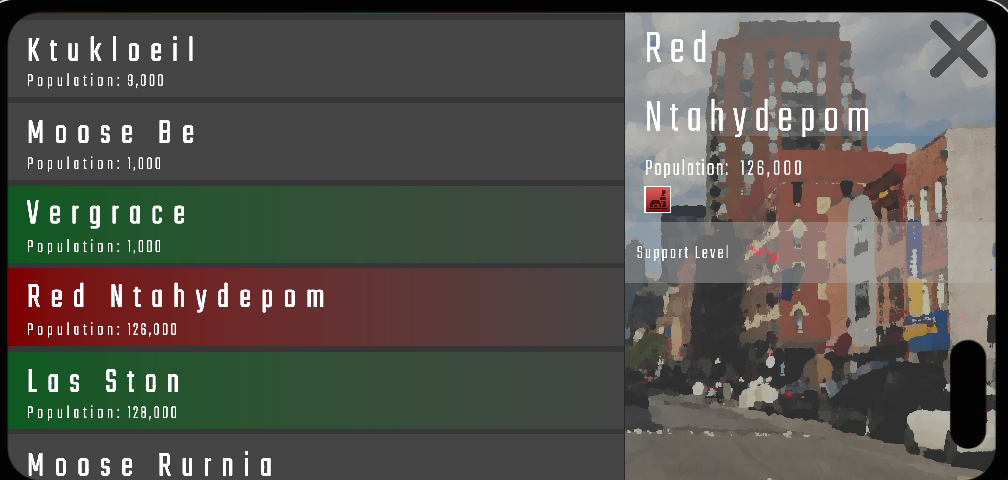 Ktukloeil
Population: 9,000
Moose Be
Population: 1,000
Vergrace
Population: 1,000
Red Ntahydepom
Population: 126,000
Las Ston
Population: 128,000
Moose Rurnia
Red
Ntahydepom
Population: 126,000
Support Level